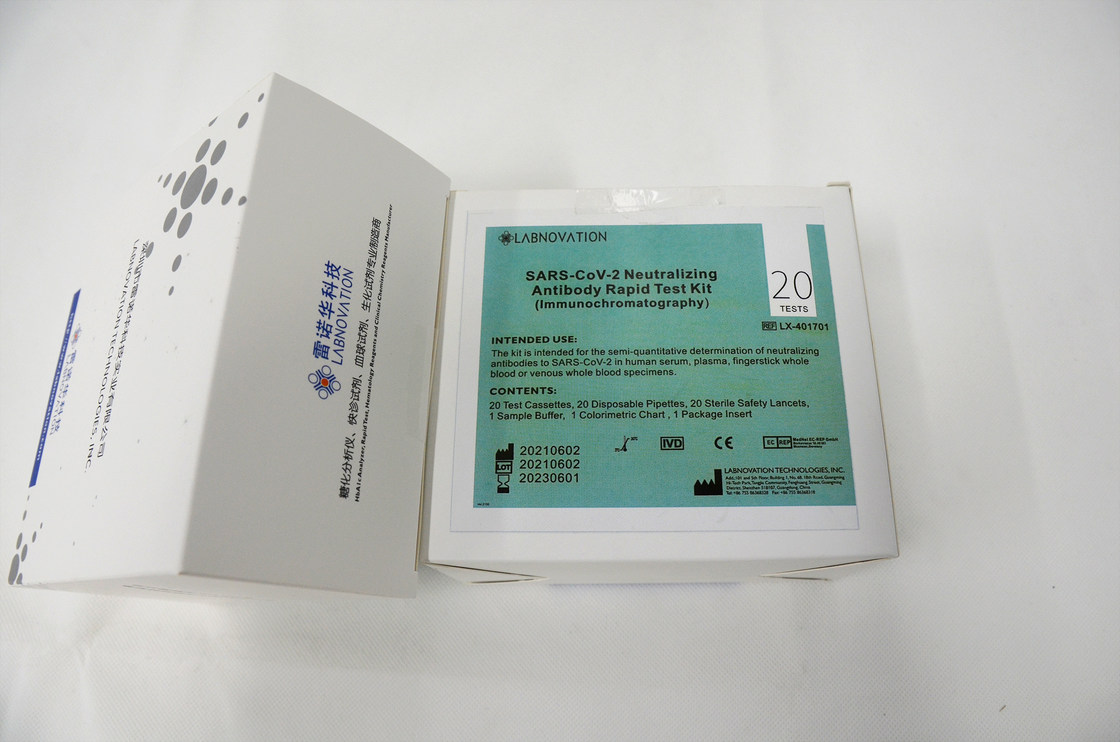 雷诺华科技
LABNOVATION
糖化分析仪、快诊试剂、血球试剂、生化试剂专业制造商
HbA1c Analyzer, Rapid Test, Hematology Reagents and Clinical Chemistry Reagents Manufacturer
LABNOVATION TECHNOLOGIES, INC.
LABNOVATION
SARS-CoV-2 Neutralizing
Antibody Rapid Test Kit
(Immunochromatography)
20
TESTS
REF LX-401701
INTENDED USE:
The kit is intended for the semi-quantitative determination of neutralizing
antibodies to SARS-CoV-2 in human serum, plasma, fingerstick whole
blood or venous whole blood specimens.
CONTENTS:
20 Test Cassettes, 20 Disposable Pipettes, 20 Sterile Safety Lancets,
1 Sample Buffer, 1 Colorimetric Chart , 1 Package Insert
20210602
LOT 20210602
20230601
IVD
CE
EC REP
LABNOVATION TECHNOLOGIES, INC.